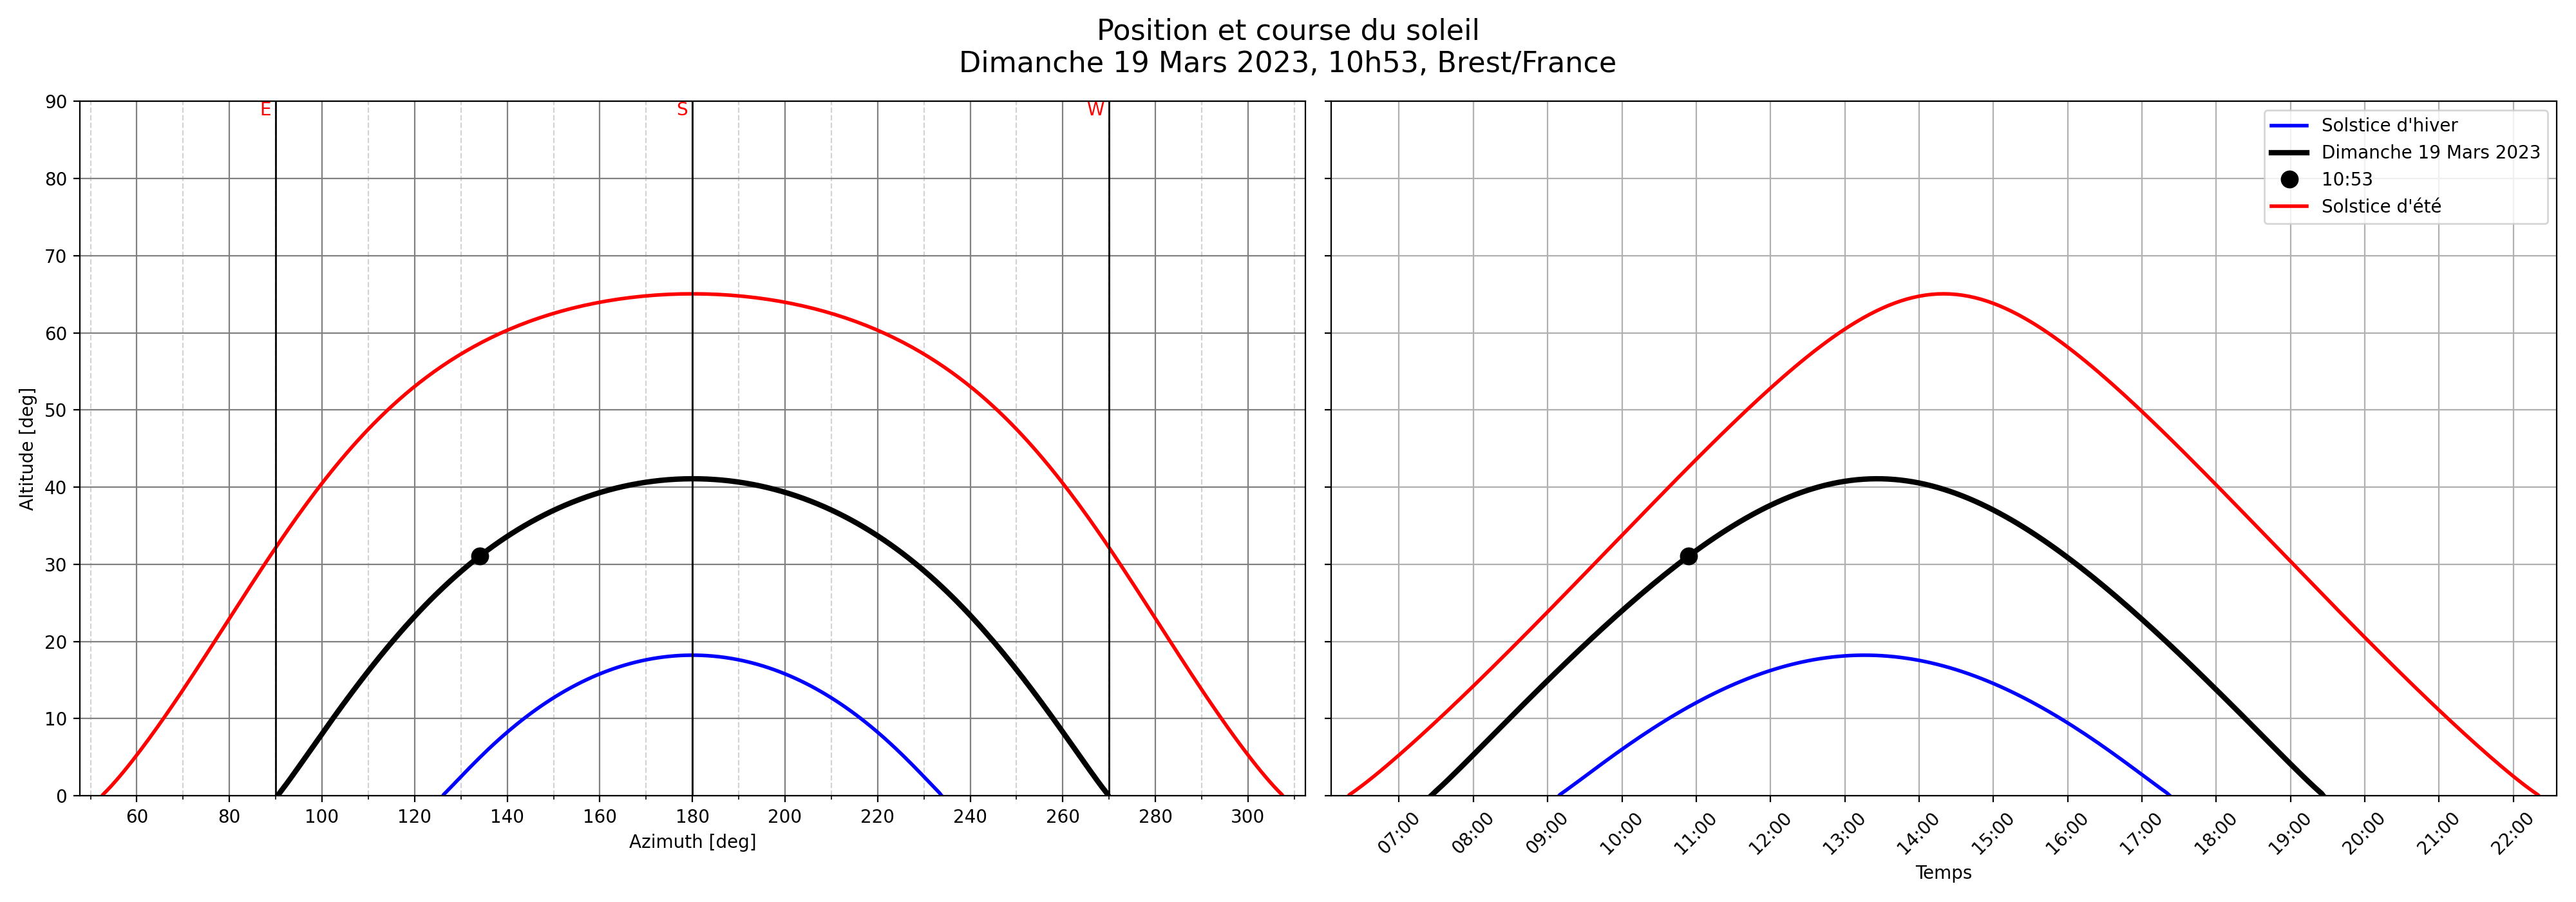 Position et course du soleil
Dimanche 19 Mars 2023, 10h53, Brest/France
E
S
W
90
80
70
60
50
40
30
20
10
0
Altitude [deg]
60 80 100 120 140 160 180 200 220 240 260 280 300
Azimuth [deg]
Solstice d'hiver
Dimanche 19 Mars 2023
10:53
Solstice d'été
07:00 08:00 09:00 10:00 11:00 12:00 13:00 14:00 15:00 16:00 17:00 18:00 19:00 20:00 21:00 22:00
Temps